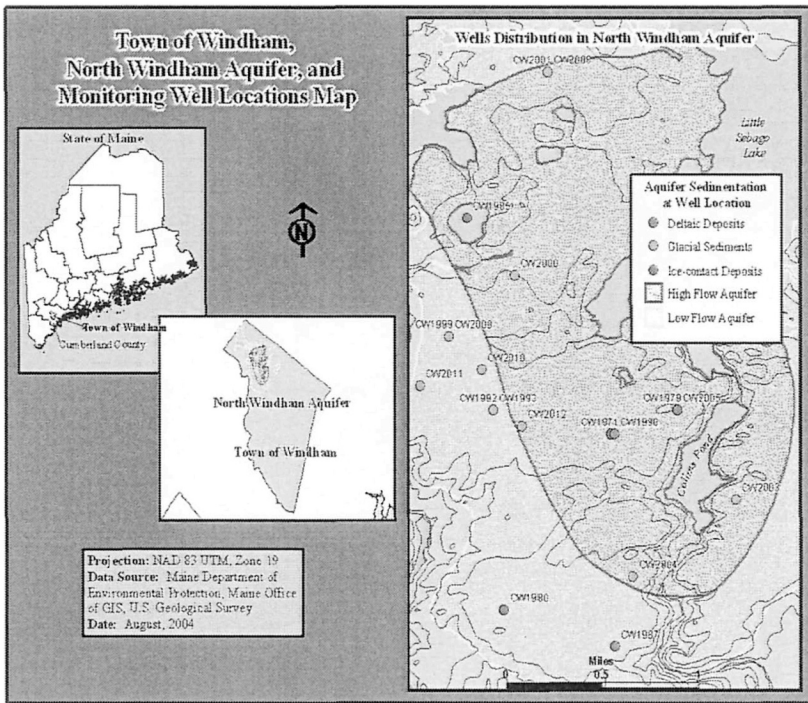 Town of Windham,
North Windham Aquifer, and
Monitoring Well Locations Map
State of Maine
Town of Windham
Cumberland County
N
North Windham Aquifer
Town of Windham
Projection: NAD 83 UTM, Zone 19
Data Source: Maine Department of
Environmental Protection, Maine Office
of GIS, U.S. Geological Survey
Date: August, 2004
Wells Distribution in North Windham Aquifer
CW2001 CW2008
Little
Sebago
Lake
Aquifer Sedimentation
at Well Location
Deltaic Deposits
Glacial Sediments
Ice-contact Deposits
High Flow Aquifer
Low Flow Aquifer
CW2000
CW1999 CW2009
CW2010
CW2011
CW1992 CW1993
CW2012
CW1979 CW2005
CW1971 CW1990
Collins Pond
CW2003
CW2004
CW1980
CW1987
Miles
0 0.5 1